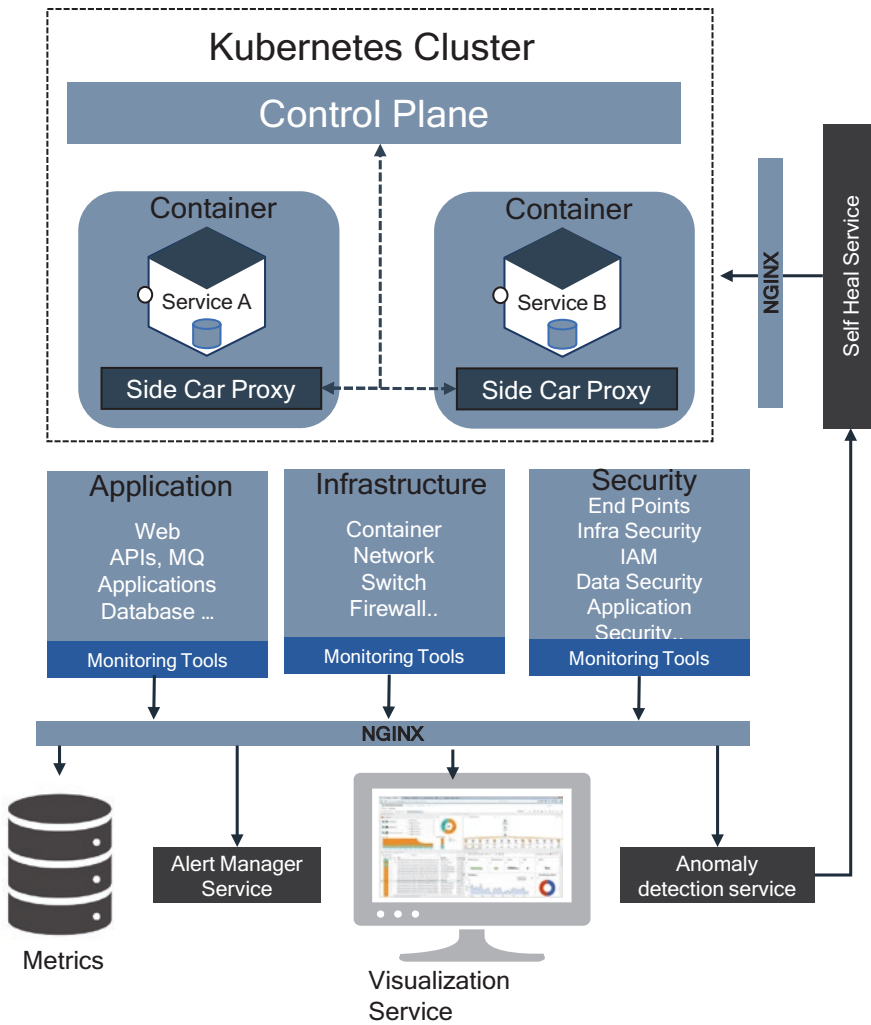 Kubernetes Cluster
Control Plane
Container
Service A
Side Car Proxy
Container
Service B
Side Car Proxy
NGINX
Self Heal Service
Application
Web
APIs, MQ
Applications
Database ...
Monitoring Tools
Infrastructure
Container
Network
Switch
Firewall..
Monitoring Tools
Security
End Points
Infra Security
IAM
Data Security
Application
Security..
Monitoring Tools
NGINX
Metrics
Alert Manager
Service
Visualization
Service
Anomaly
detection service